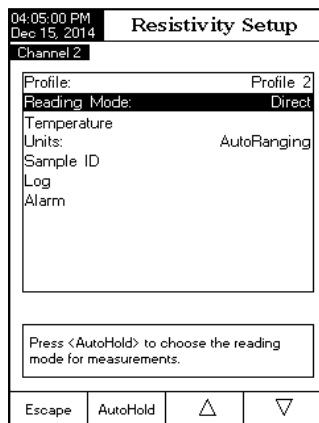 04:05:00 PM
Dec 15, 2014
Resistivity Setup
Channel 2
Profile: Profile 2
Reading Mode: Direct
Temperature
Units: AutoRanging
Sample ID
Log
Alarm
Press <AutoHold> to choose the reading
mode for measurements.
Escape AutoHold △ ▽